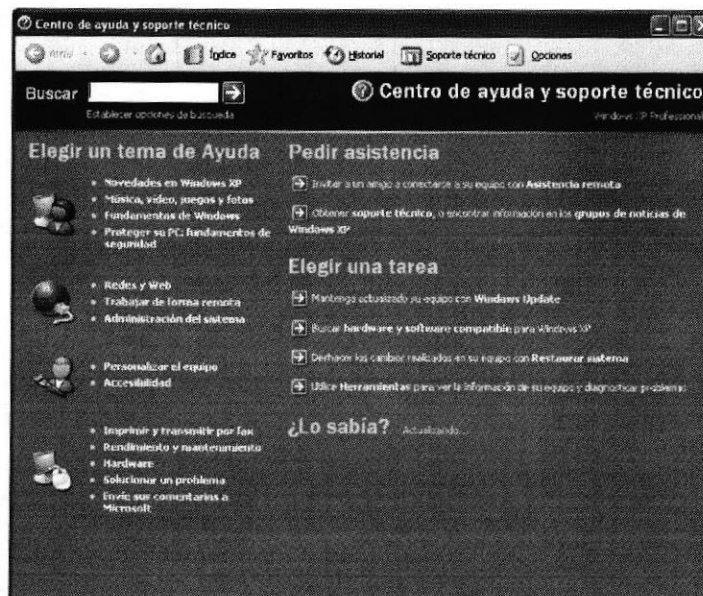 Centro de ayuda y soporte técnico
Atrás
Índice
Favoritos
Historial
Soporte técnico
Opciones
Buscar
Centro de ayuda y soporte técnico
Establecer opciones de búsqueda
Windows XP Professional
Elegir un tema de Ayuda
Novedades en Windows XP
Música, vídeo, juegos y fotos
Fundamentos de Windows
Proteger su PC: fundamentos de
seguridad
Redes y Web
Trabajar de forma remota
Administración del sistema
Personalizar el equipo
Accesibilidad
Imprimir y transmitir por fax
Rendimiento y mantenimiento
Hardware
Solucionar un problema
Envíe sus comentarios a
Microsoft
Pedir asistencia
Invitar a un amigo a conectarse a su equipo con Asistencia remota
Obtener soporte técnico, o encontrar información en los grupos de noticias de
Windows XP
Elegir una tarea
Mantenga actualizado su equipo con Windows Update
Buscar hardware y software compatible para Windows XP
Deshacer los cambios realizados en su equipo con Restaurar sistema
Utilice Herramientas para ver la información de su equipo y diagnosticar problemas
¿Lo sabía?
Actualizando...